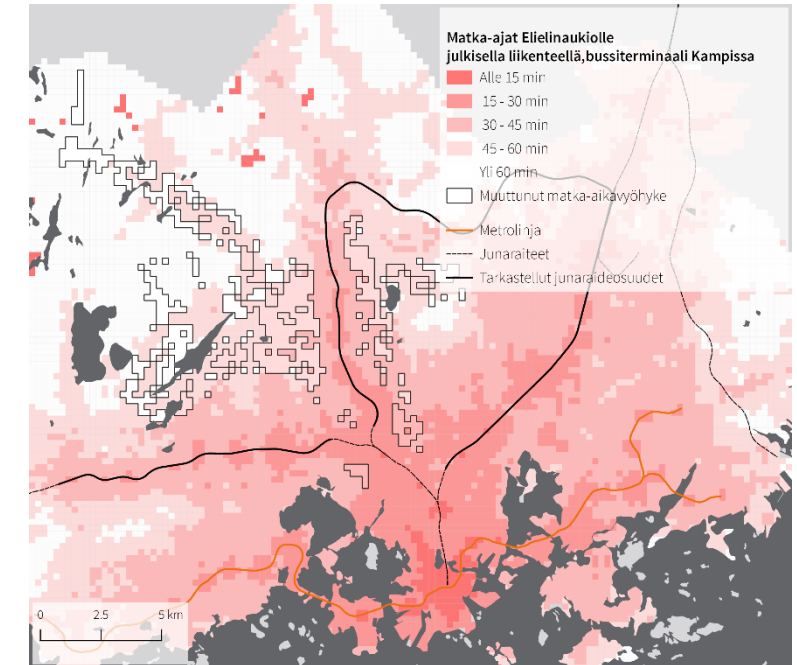 Matka-ajat Elielinaukiolle
julkisella liikenteellä,bussiterminaali Kampissa
Alle 15 min
15 - 30 min
30 - 45 min
45 - 60 min
Yli 60 min
Muuttunut matka-aikavyöhyke
Metrolinja
Junaraiteet
Tarkastellut junaraideosuudet
0 2.5 5 km